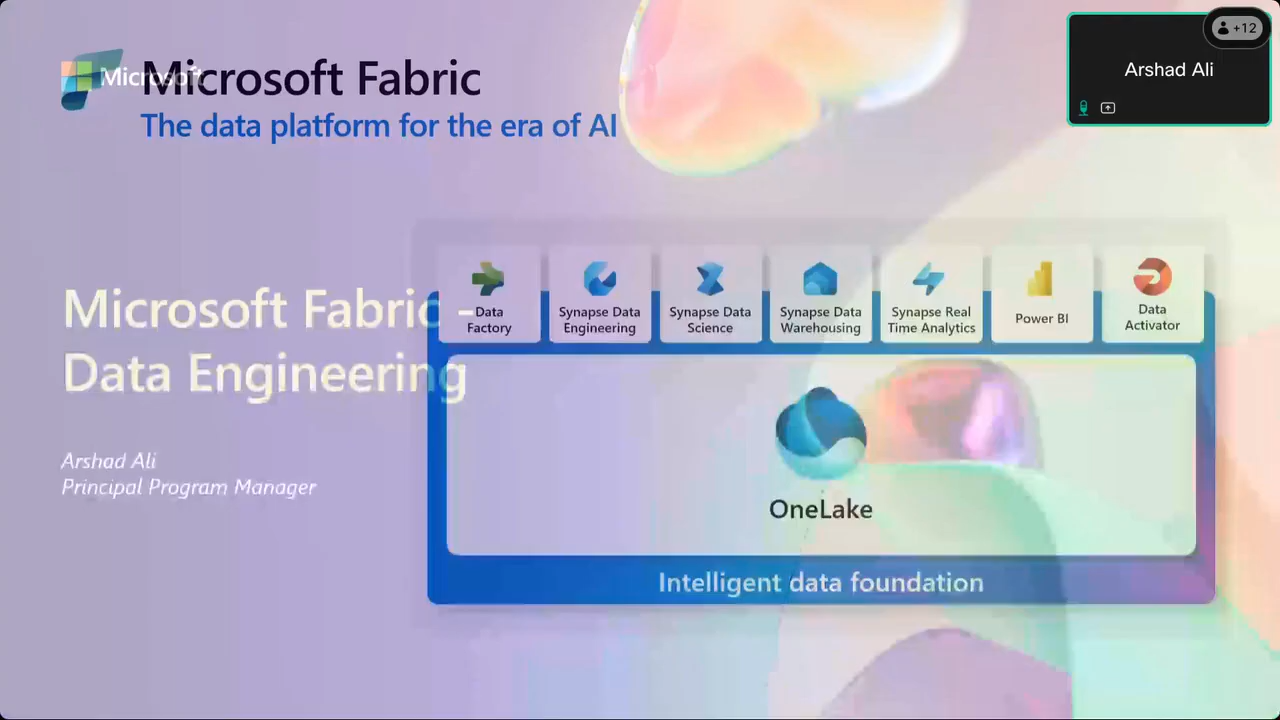 Microsoft
Microsoft Fabric
The data platform for the era of AI
+12
Arshad Ali
Microsoft Fabric -
Data Engineering
Arshad Ali
Principal Program Manager
Data
Factory
Synapse Data
Engineering
Synapse Data
Science
Synapse Data
Warehousing
Synapse Real
Time Analytics
Power BI
Data
Activator
OneLake
Intelligent data foundation